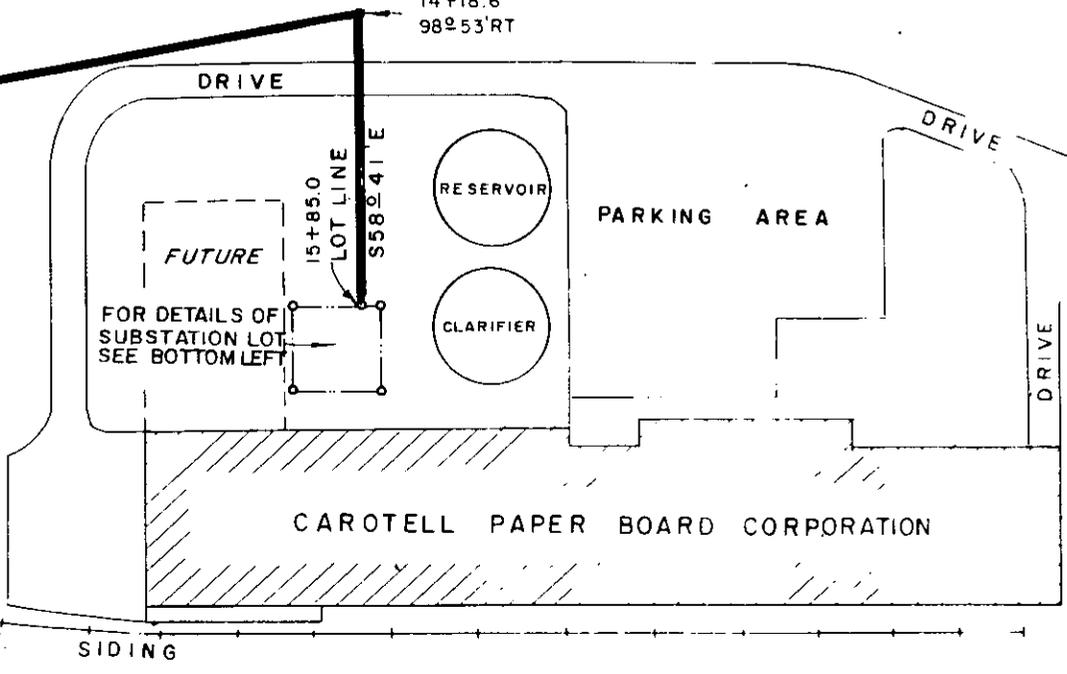 14+18.6
98º53'RT
DRIVE
DRIVE
15+85.0
LOT LINE
S58º41'E
RESERVOIR
PARKING AREA
FUTURE
FOR DETAILS OF
SUBSTATION LOT
SEE BOTTOM LEFT
CLARIFIER
DRIVE
CAROTELL PAPER BOARD CORPORATION
SIDING